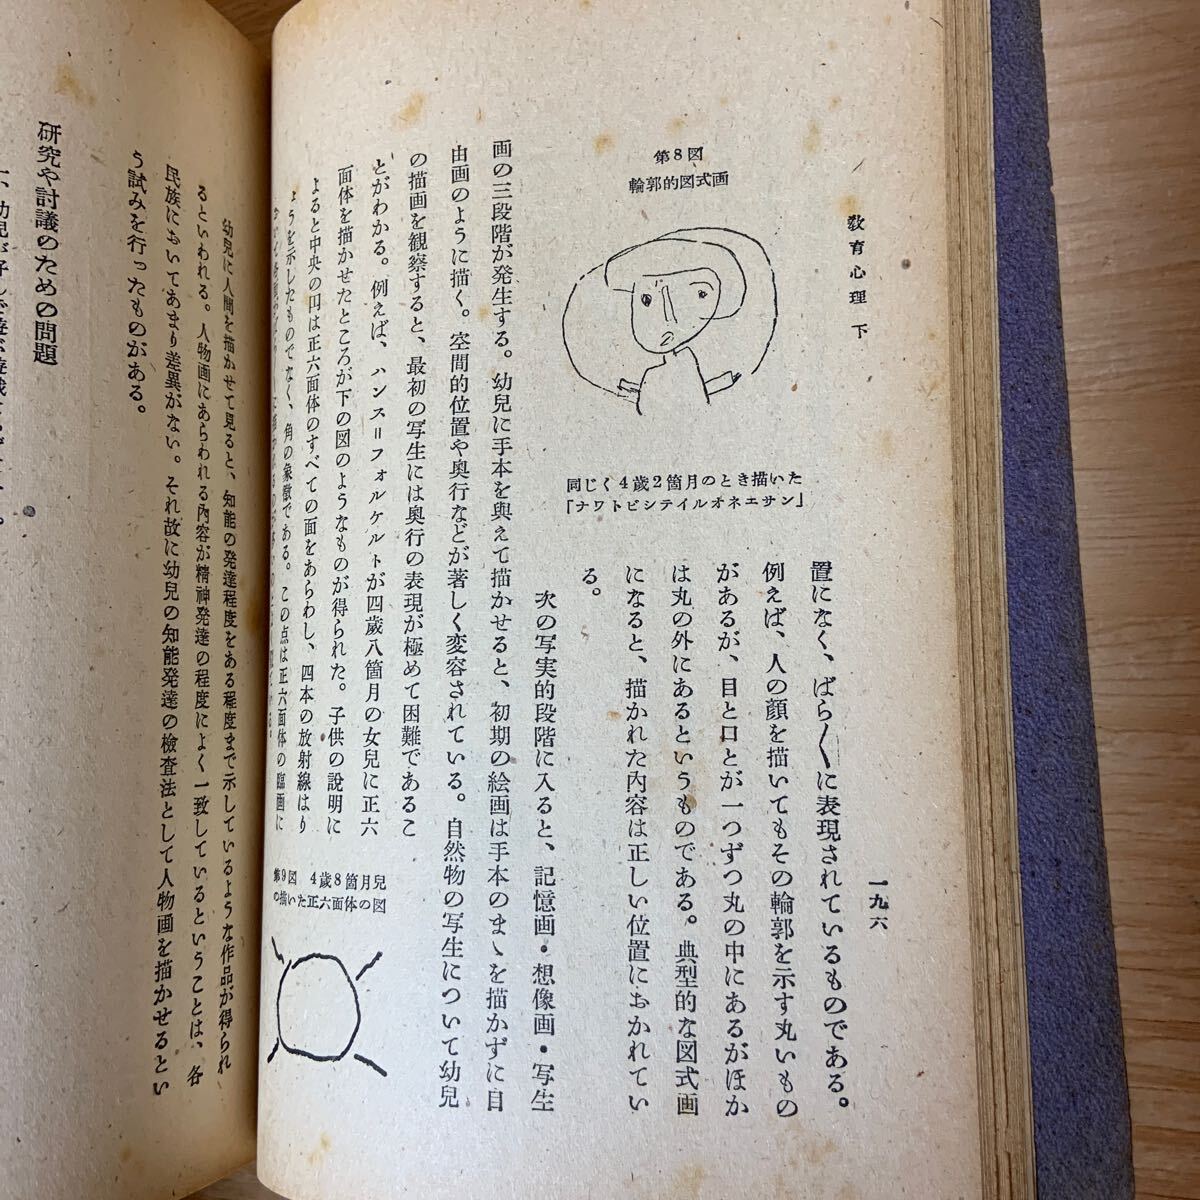 教育心理　下
一九六
第8図
輪郭的図式画
同じく4歳2箇月のとき描いた
「ナワトビシテイルオネエサン」
置になく、ばら〱に表現されているものである。
例えば、人の顔を描いてもその輪郭を示す丸いもの
があるが、目と口とが一つずつ丸の中にあるがほか
は丸の外にあるというものである。典型的な図式画
になると、描かれた内容は正しい位置におかれてい
る。
次の写実的段階に入ると、記憶画・想像画・写生
画の三段階が発生する。幼兒に手本を與えて描かせると、初期の絵画は手本のまゝを描かずに自
由画のように描く。空間的位置や奥行などが著しく変容されている。自然物の写生について幼兒
の描画を観察すると、最初の写生には奥行の表現が極めて困難であるこ
とがわかる。例えば、ハンス＝フォルケルトが四歲八箇月の女兒に正六
面体を描かせたところが下の図のようなものが得られた。子供の説明に
よると中央の円は正六面体のすべての面をあらわし、四本の放射線はり
ょうを示したものでなく、角の象徴である。この点は正六面体の臨画に
第9図　4歳8箇月兒
の描いた正六面体の図
幼兒に人間を描かせて見ると、知能の発達程度をある程度まで示しているような作品が得られ
るといわれる。人物画にあらわれる內容が精神発達の程度によく一致しているということは、各
民族においてあまり差異がない。それ故に幼兒の知能発達の檢査法として人物画を描かせるとい
う試みを行ったものがある。
研究や討議のための問題